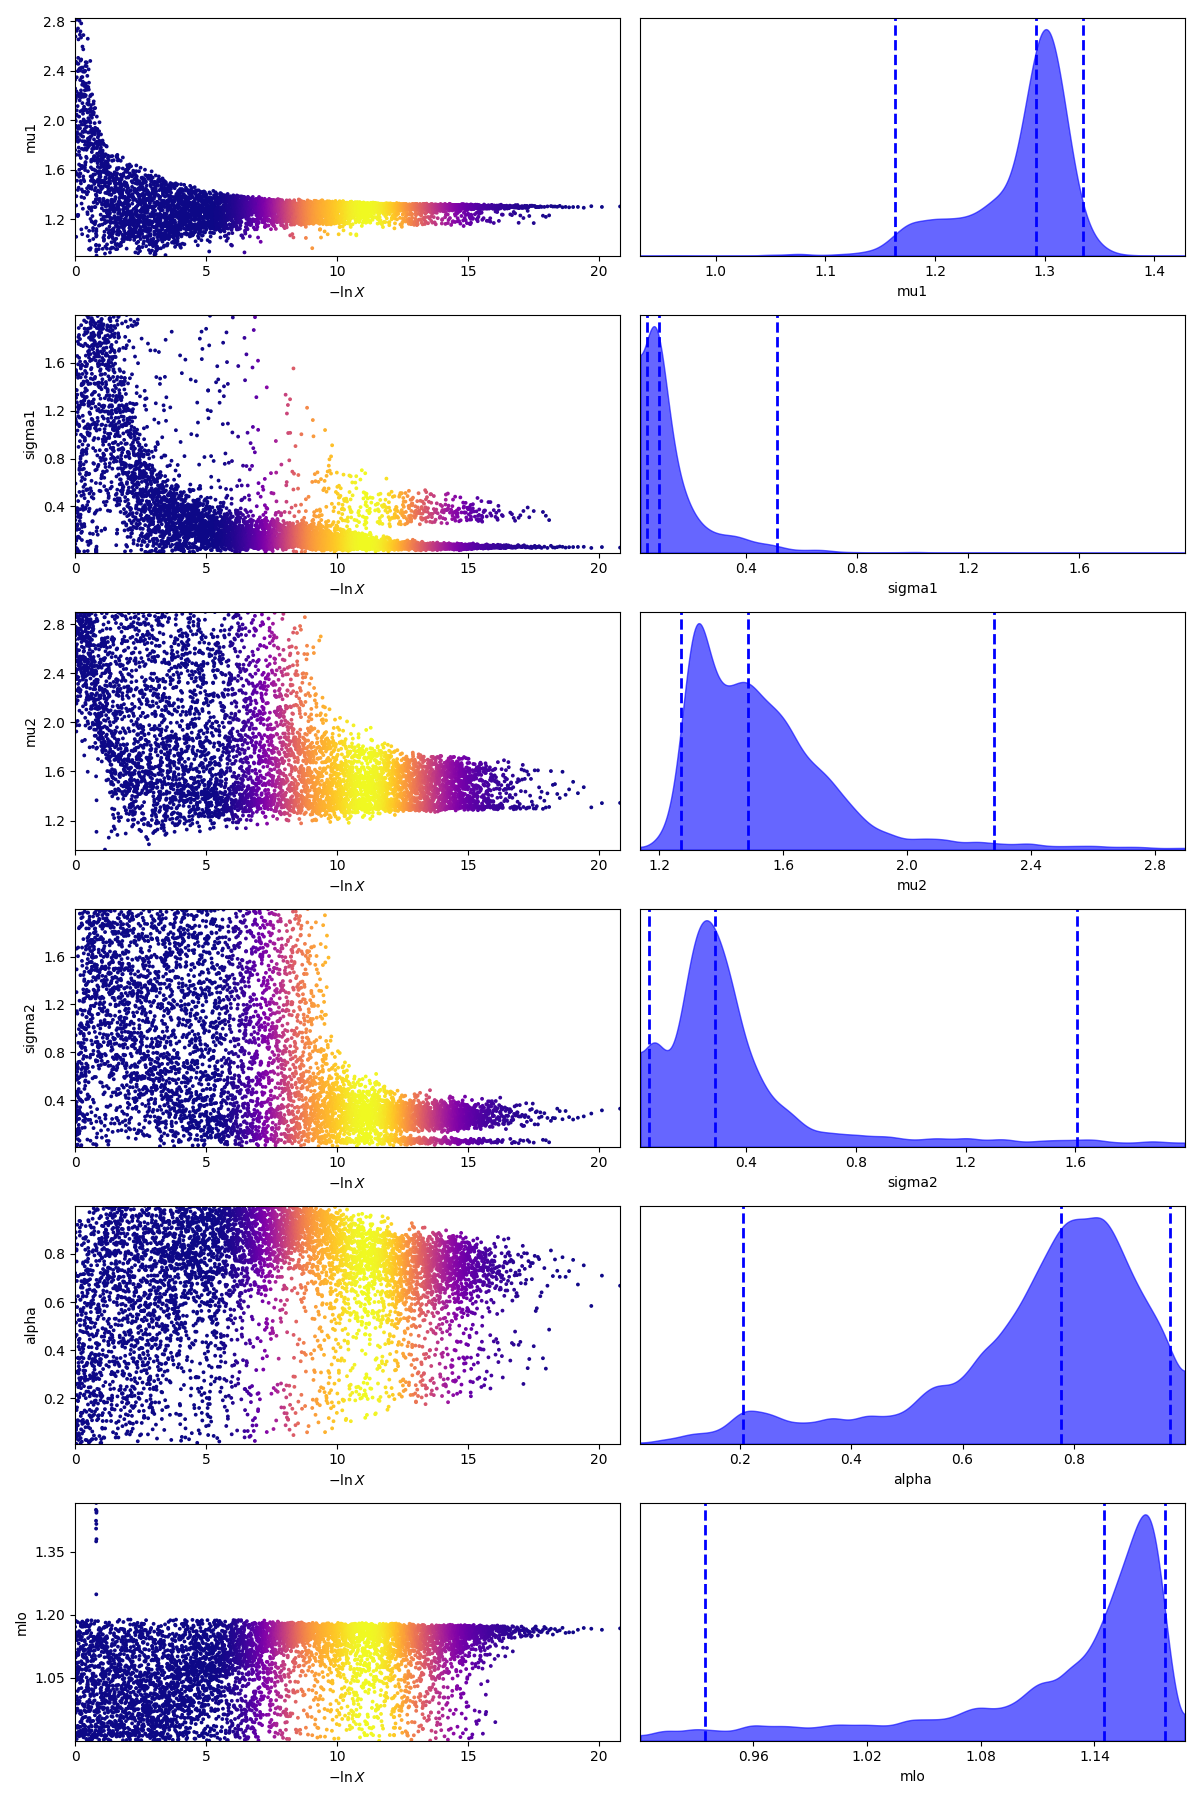 2.8
2.4
2.0
1.6
1.2
mu1
0 5 10 15 20
−ln X
1.0 1.1 1.2 1.3 1.4
mu1
1.6
1.2
0.8
0.4
sigma1
0 5 10 15 20
−ln X
0.4 0.8 1.2 1.6
sigma1
2.8
2.4
2.0
1.6
1.2
mu2
0 5 10 15 20
−ln X
1.2 1.6 2.0 2.4 2.8
mu2
1.6
1.2
0.8
0.4
sigma2
0 5 10 15 20
−ln X
0.4 0.8 1.2 1.6
sigma2
0.8
0.6
0.4
0.2
alpha
0 5 10 15 20
−ln X
0.2 0.4 0.6 0.8
alpha
1.35
1.20
1.05
mlo
0 5 10 15 20
−ln X
0.96 1.02 1.08 1.14
mlo